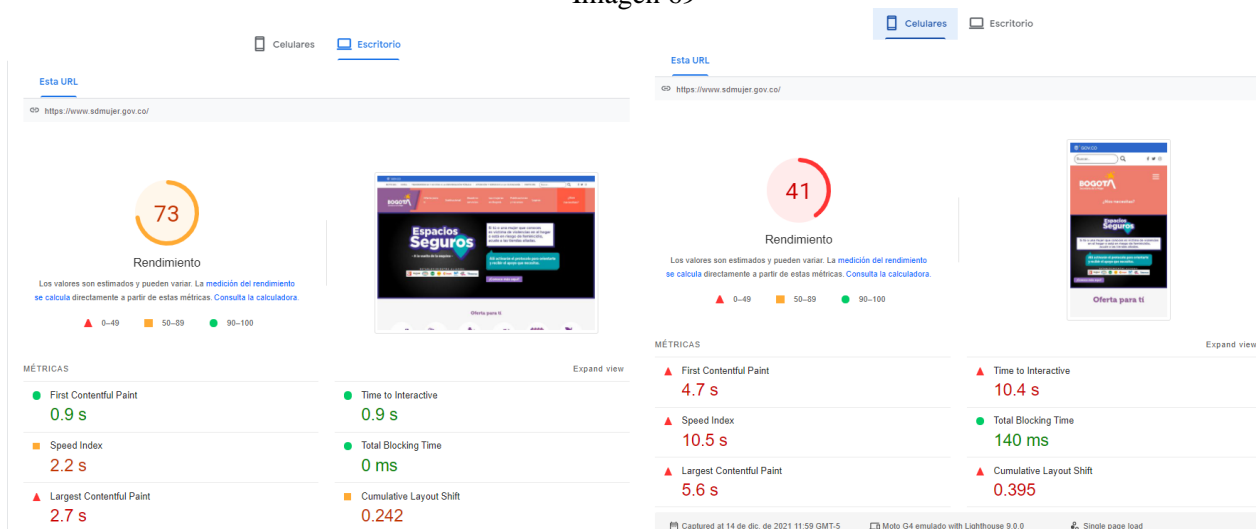 Imagen 89
Celulares
Escritorio
Esta URL
https://www.sdmujer.gov.co/
73
Rendimiento
Los valores son estimados y pueden variar. La medición del rendimiento
se calcula directamente a partir de estas métricas. Consulta la calculadora.
0–49
50–89
90–100
BOGOTÁ
Espacios
Seguros
Oferta para ti
MÉTRICAS
Expand view
First Contentful Paint
0.9 s
Time to Interactive
0.9 s
Speed Index
2.2 s
Total Blocking Time
0 ms
Largest Contentful Paint
2.7 s
Cumulative Layout Shift
0.242
Celulares
Escritorio
Esta URL
https://www.sdmujer.gov.co/
41
Rendimiento
Los valores son estimados y pueden variar. La medición del rendimiento
se calcula directamente a partir de estas métricas. Consulta la calculadora.
0–49
50–89
90–100
GOV.CO
BOGOTÁ
Espacios
Seguros
Oferta para ti
MÉTRICAS
Expand view
First Contentful Paint
4.7 s
Time to Interactive
10.4 s
Speed Index
10.5 s
Total Blocking Time
140 ms
Largest Contentful Paint
5.6 s
Cumulative Layout Shift
0.395
Captured at 14 de dic. de 2021 11:59 GMT-5
Moto G4 emulado with Lighthouse 9.0.0
Single page load